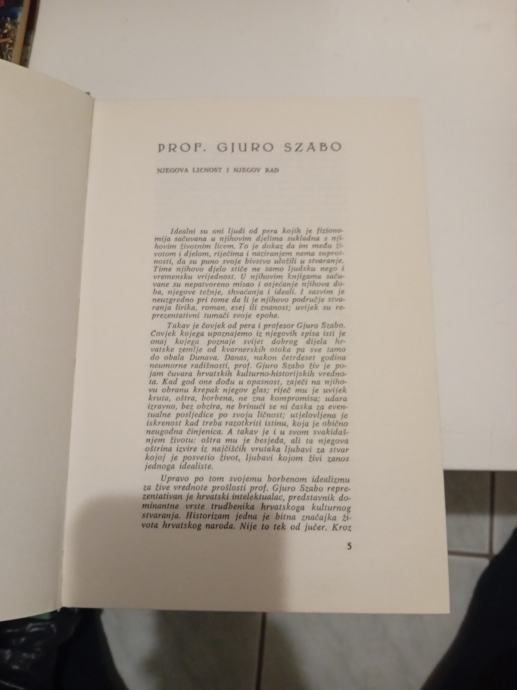 PROF. GJURO SZABO
NJEGOVA LICNOST I NJEGOV RAD
Idealni su oni ljudi od pera kojih je fizionomija
sačuvana u njihovim djelima sukladna s njihovim
životnim licem. To je dokaz da im među životom
i djelom, riječima i naziranjem nema suprotnosti,
da su puno svoje bivstvo uložili u stvaranje.
Time njihovo djelo stiče ne samo ljudsku nego i
vremensku vrijednost. U njihovim knjigama sačuvane
su nepatvoreno misao i osjećanje njihova doba,
njegove težnje, shvaćanja i ideali. I sasvim je
neuzgredno pri tome da li je njihovo područje stvaranja
lirika, roman, esej ili znanost; uvijek su reprezentativni
tumači svoje epohe.
Takav je čovjek od pera i profesor Gjuro Szabo.
Čovjek kojega upoznajemo iz njegovih spisa isti je
onaj kojega poznaje svijet dobrog dijela hrvatske
zemlje od kvarnerskih otoka pa sve tamo
do obala Dunava. Danas, nakon četrdeset godina
neumorne radišnosti, prof. Gjuro Szabo živ je pojam
čuvara hrvatskih kulturno-historijskih vrednota.
Kad god one dođu u opasnost, zaječi na njihovu
obranu krepak njegov glas; riječ mu je uvijek
kruta, oštra, borbena, ne zna kompromisa; udara
izravno, bez obzira, ne brinući se ni časka za eventualne
posljedice po svoju ličnost; utjelovljena je
iskrenost kad treba razotkriti istinu, koja je obično
neugodna činjenica. A takav je i u svom svakidašnjem
životu: oštra mu je besjeda, ali ta njegova
oštrina izvire iz najčišćih vrutaka ljubavi za stvar
kojoj je posvetio život, ljubavi kojom živi zanos
jednoga idealiste.
Upravo po tom svojemu borbenom idealizmu
za žive vrednote prošlosti prof. Gjuro Szabo reprezentativan
je hrvatski intelektualac, predstavnik dominantne
vrste trudbenika hrvatskoga kulturnog
stvaranja. Historizam jedna je bitna značajka života
hrvatskog naroda. Nije to tek od jučer. Kroz
5